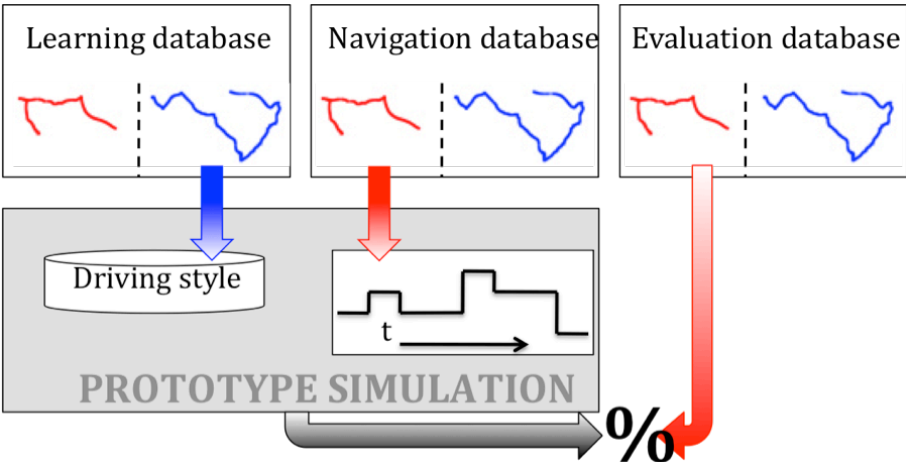 Learning database
Navigation database
Evaluation database
Driving style
t
PROTOTYPE SIMULATION
%